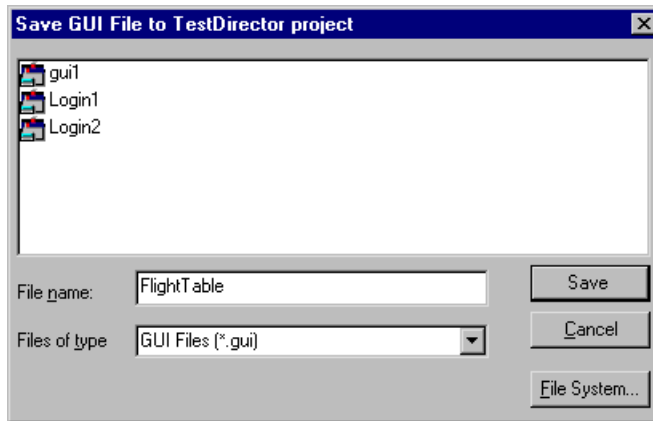 Save GUI File to TestDirector project
gui1
Login1
Login2
File name:
FlightTable
Save
Files of type
GUI Files (*.gui)
Cancel
File System...